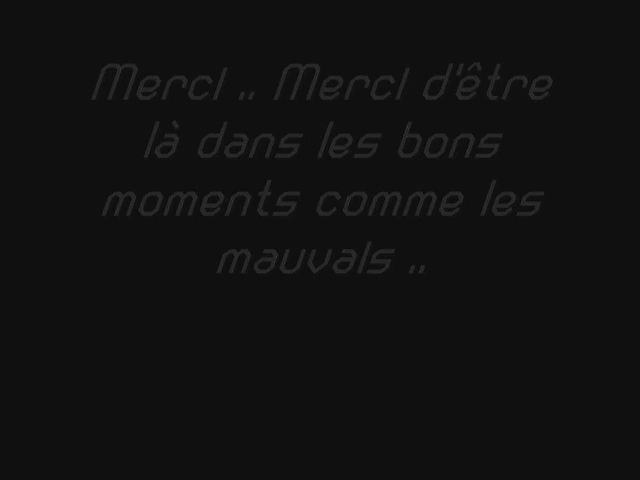 Merci .. Merci d'être
là dans les bons
moments comme les
mauvais ..